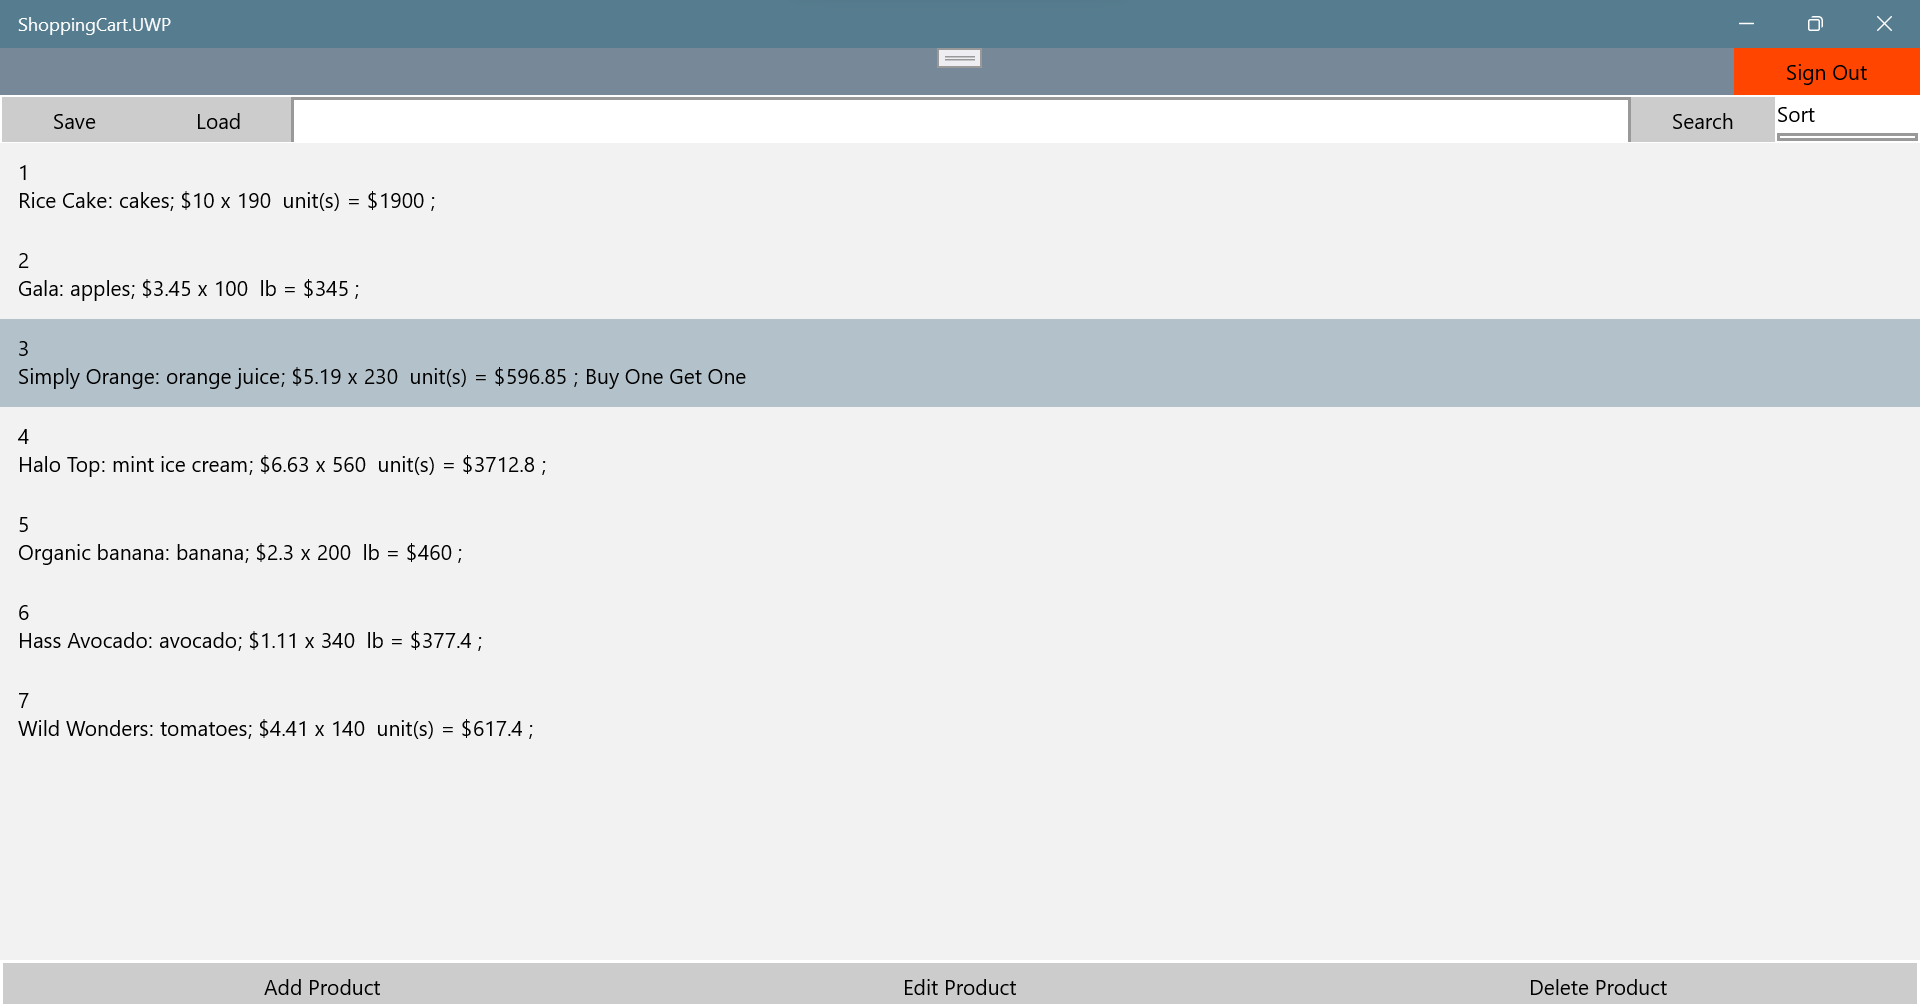 ShoppingCart.UWP
Sign Out
Save Load Search Sort
1
Rice Cake: cakes; $10 x 190  unit(s) = $1900 ;
2
Gala: apples; $3.45 x 100  lb = $345 ;
3
Simply Orange: orange juice; $5.19 x 230  unit(s) = $596.85 ; Buy One Get One
4
Halo Top: mint ice cream; $6.63 x 560  unit(s) = $3712.8 ;
5
Organic banana: banana; $2.3 x 200  lb = $460 ;
6
Hass Avocado: avocado; $1.11 x 340  lb = $377.4 ;
7
Wild Wonders: tomatoes; $4.41 x 140  unit(s) = $617.4 ;
Add Product Edit Product Delete Product